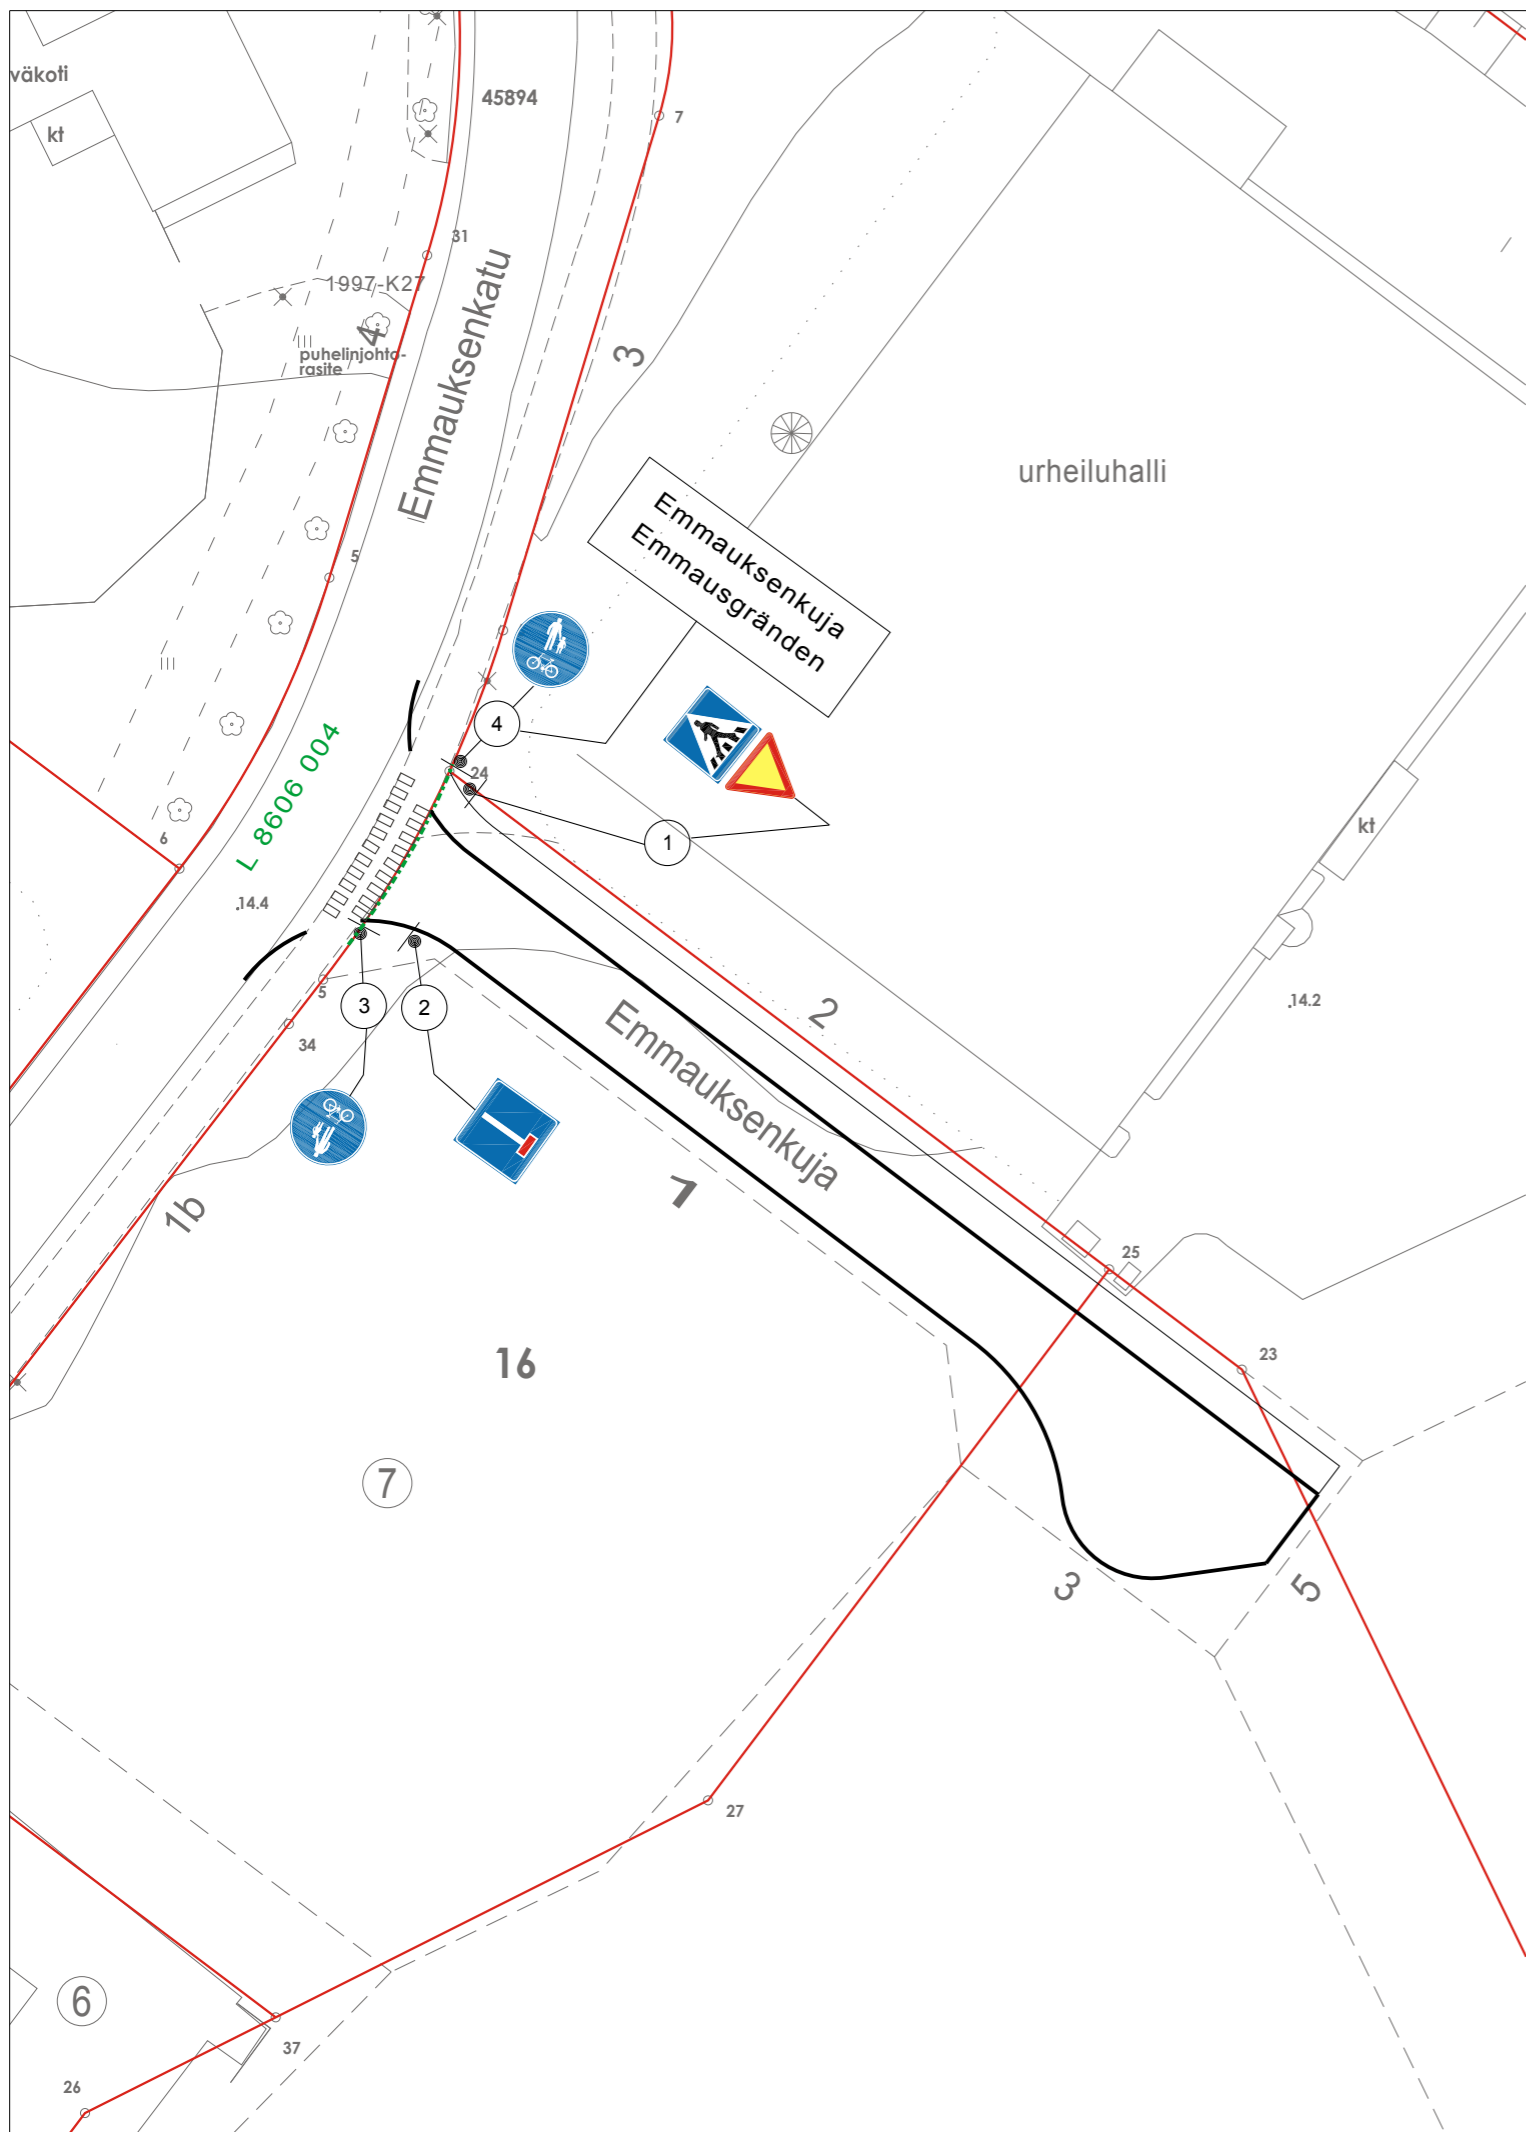 väkoti
kt
45894
7
31
1997-K27
4
puhelinjohto-
rasite
Emmauksenkatu
3
urheiluhalli
Emmauksenkuja
Emmausgränden
5
4
24
1
L 8606 004
6
14.4
kt
5
3
2
34
2
14.2
Emmauksenkuja
1
1b
25
16
23
7
3
5
27
6
37
26